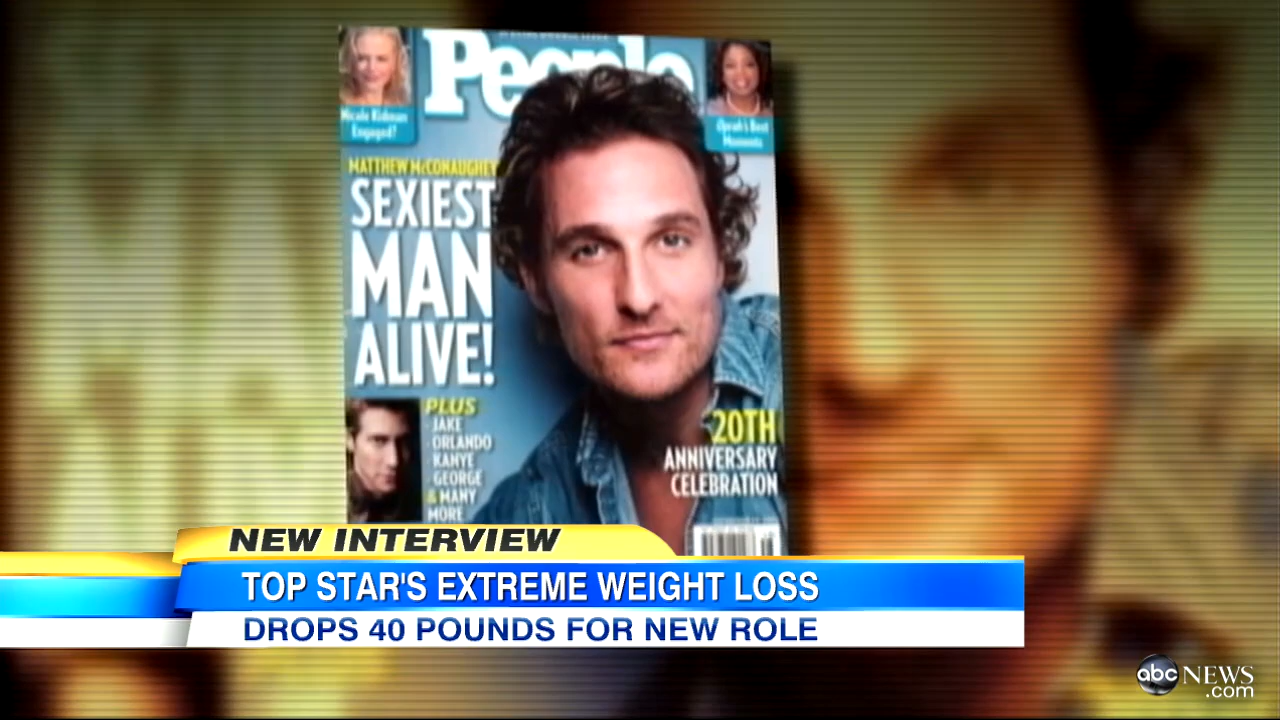 People
Nicole Kidman
Engaged?
Oprah's Best
Moments
MATTHEW McCONAUGHEY
SEXIEST
MAN
ALIVE!
PLUS
· JAKE
· ORLANDO
· KANYE
· GEORGE
& MANY
MORE
20TH
ANNIVERSARY
CELEBRATION
NEW INTERVIEW
TOP STAR'S EXTREME WEIGHT LOSS
DROPS 40 POUNDS FOR NEW ROLE
abc NEWS
.com